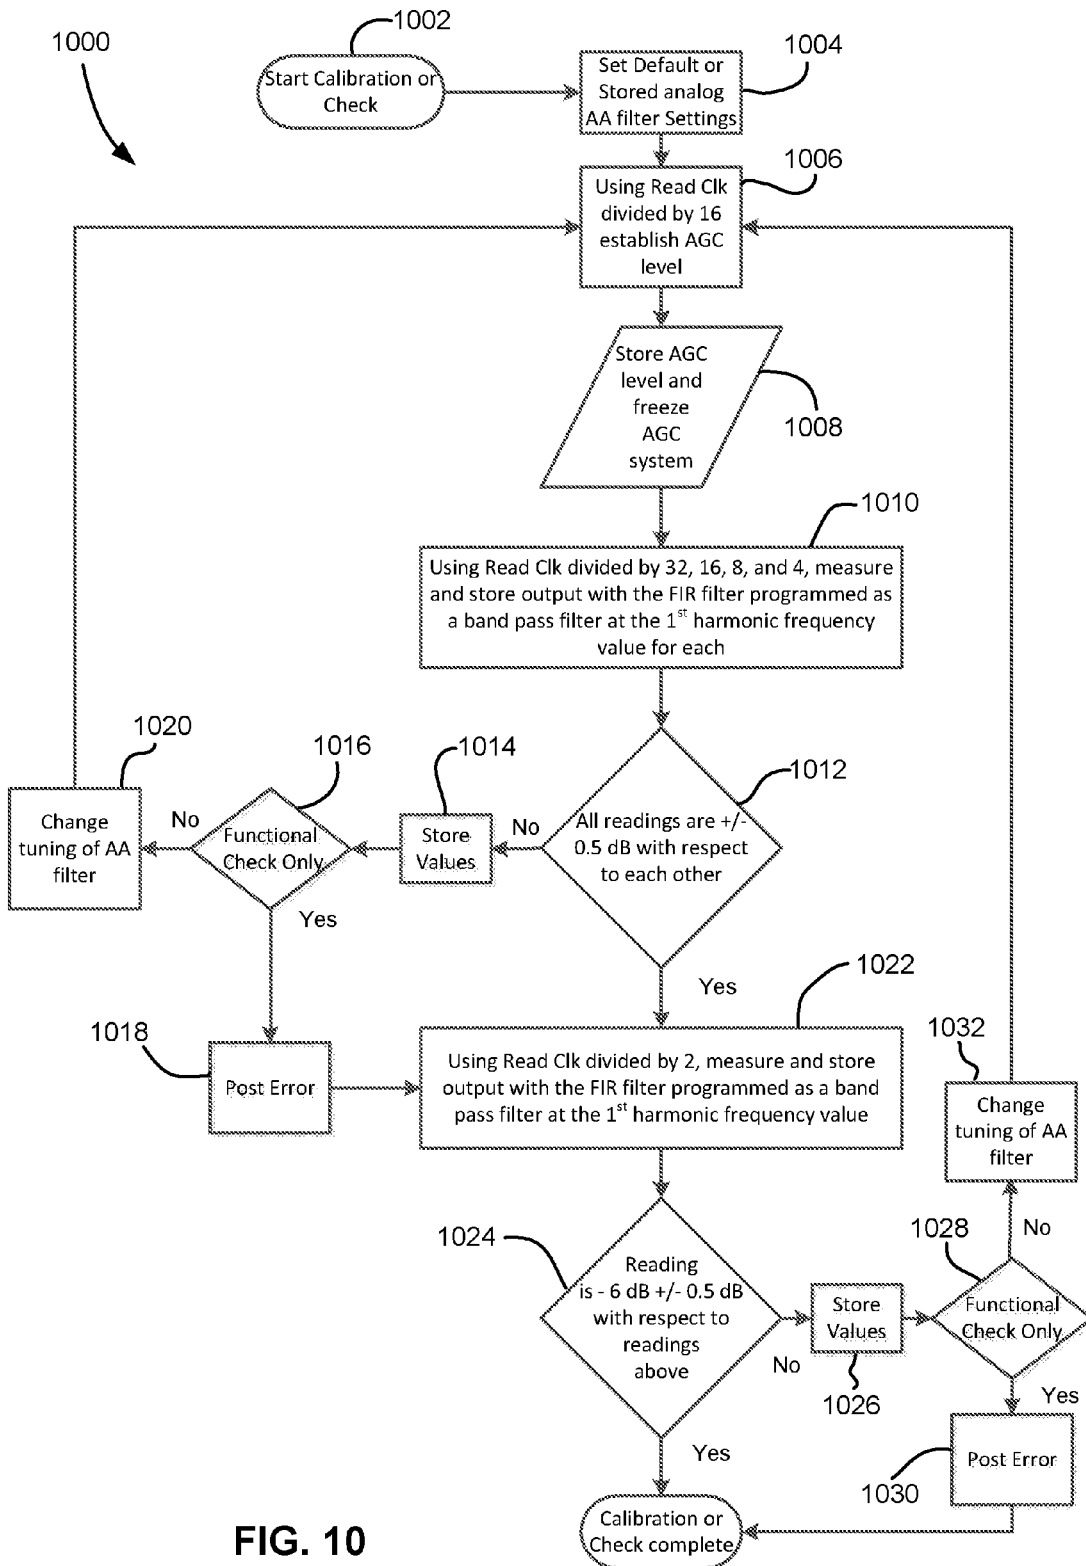 1000
1002
Start Calibration or
Check
1004
Set Default or
Stored analog
AA filter Settings
1006
Using Read Clk
divided by 16
establish AGC
level
Store AGC
level and
freeze
AGC
system
1008
1010
Using Read Clk divided by 32, 16, 8, and 4, measure
and store output with the FIR filter programmed as
a band pass filter at the 1st harmonic frequency
value for each
1012
All readings are +/-
0.5 dB with respect
to each other
No
Yes
1014
Store
Values
1016
Functional
Check Only
No
Yes
1020
Change
tuning of AA
filter
1018
Post Error
1022
Using Read Clk divided by 2, measure and store
output with the FIR filter programmed as a band
pass filter at the 1st harmonic frequency value
1024
Reading
is - 6 dB +/- 0.5 dB
with respect to
readings
above
No
Yes
Store
Values
1026
1028
Functional
Check Only
No
Yes
1032
Change
tuning of AA
filter
Post Error
1030
Calibration or
Check complete
FIG. 10